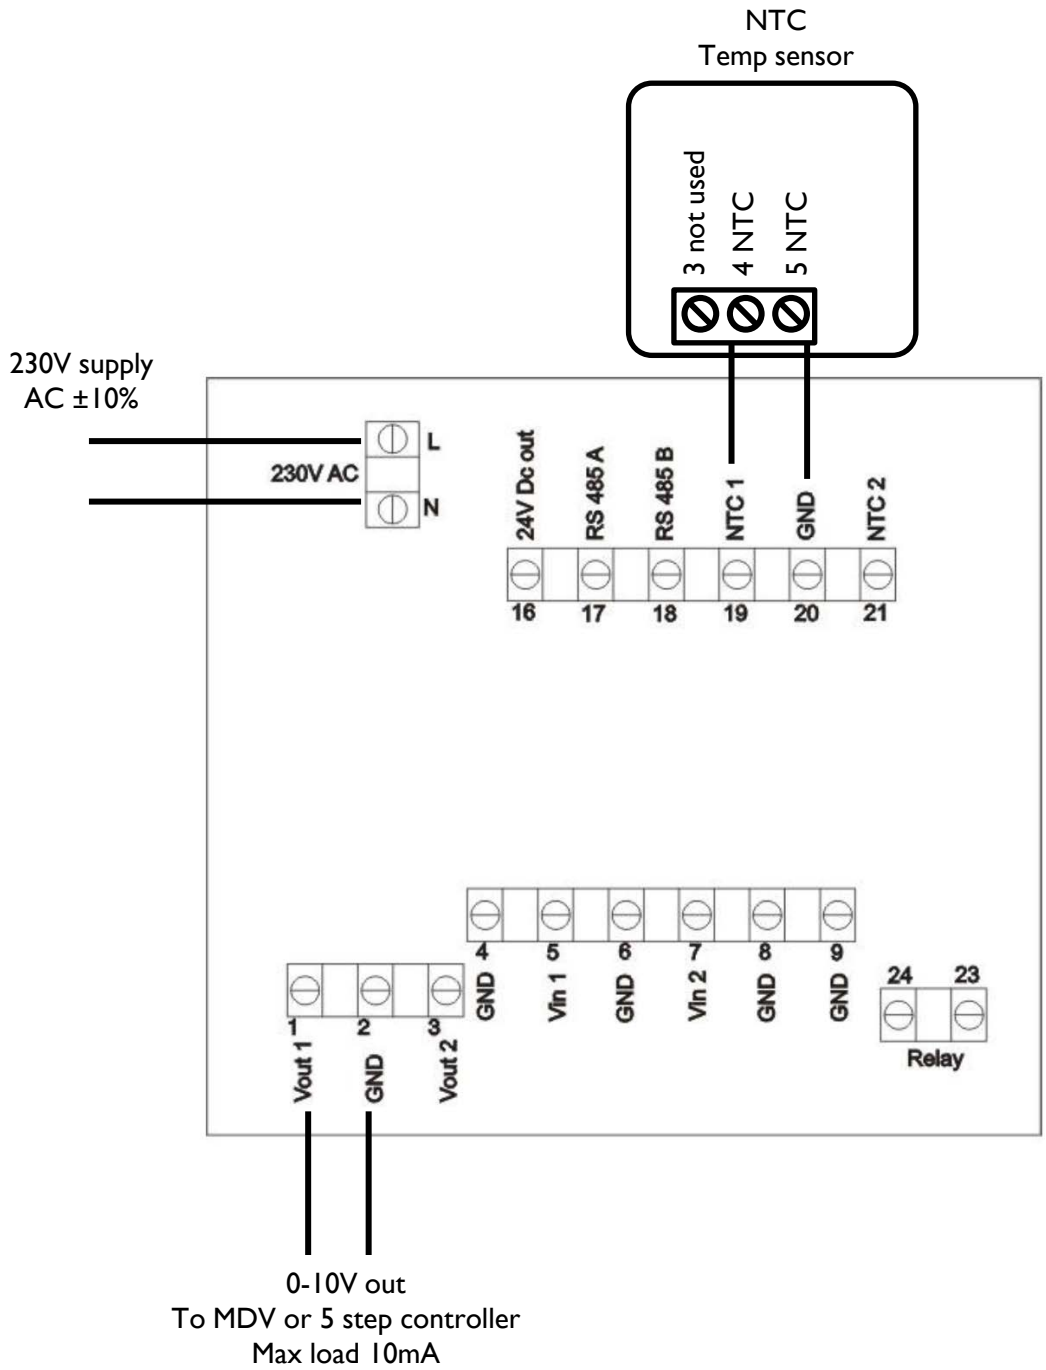 NTC
Temp sensor
3 not used
4 NTC
5 NTC
230V supply
AC ±10%
L
230V AC
N
24V Dc out
RS 485 A
RS 485 B
NTC 1
GND
NTC 2
16 17 18 19 20 21
4 5 6 7 8 9
GND
Vin 1
GND
Vin 2
GND
GND
24 23
Relay
1 2 3
Vout 1
GND
Vout 2
0-10V out
To MDV or 5 step controller
Max load 10mA